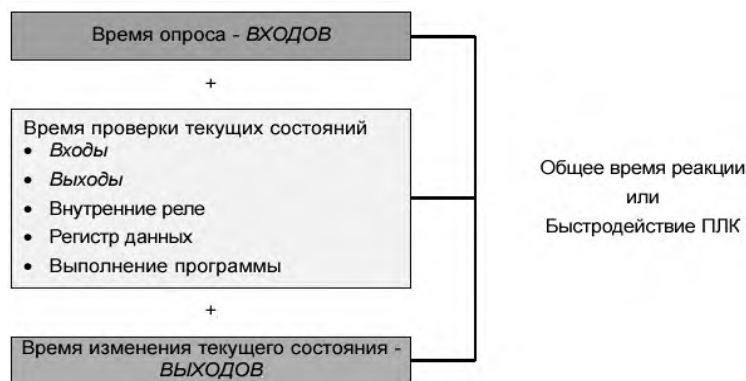 Время опроса - ВХОДОВ
+
Время проверки текущих состояний
• Входы
• Выходы
• Внутренние реле
• Регистр данных
• Выполнение программы
+
Время изменения текущего состояния -
ВЫХОДОВ
Общее время реакции
или
Быстродействие ПЛК